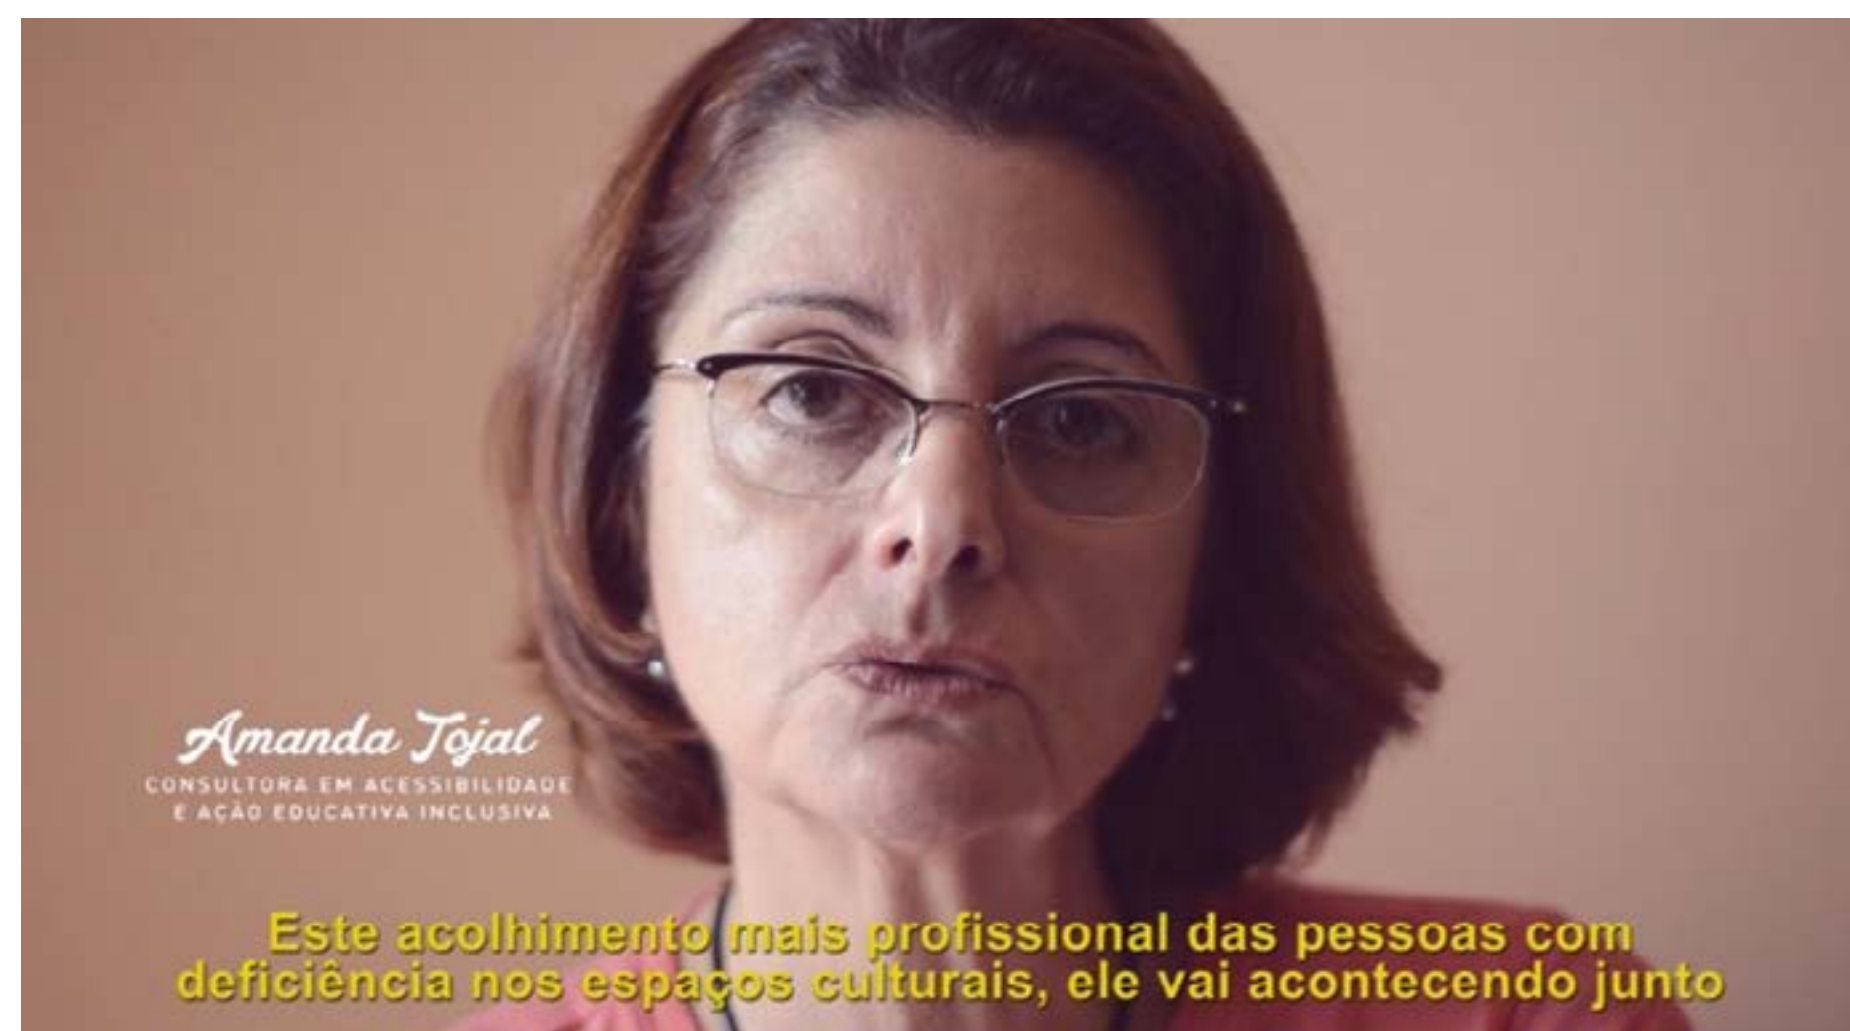 Amanda Tojal
CONSULTORA EM ACESSIBILIDADE
E AÇÃO EDUCATIVA INCLUSIVA
Este acolhimento mais profissional das pessoas com
deficiência nos espaços culturais, ele vai acontecendo junto